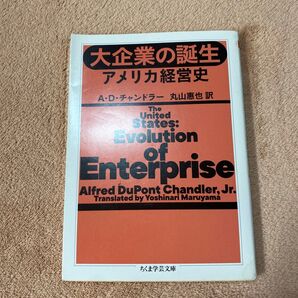 大企業の誕生
アメリカ経営史
A・D・チャンドラー 丸山惠也 訳
The
United
States:
Evolution
of
Enterprise
Alfred DuPont Chandler, Jr.
Translated by Yoshinari Maruyama
ちくま学芸文庫